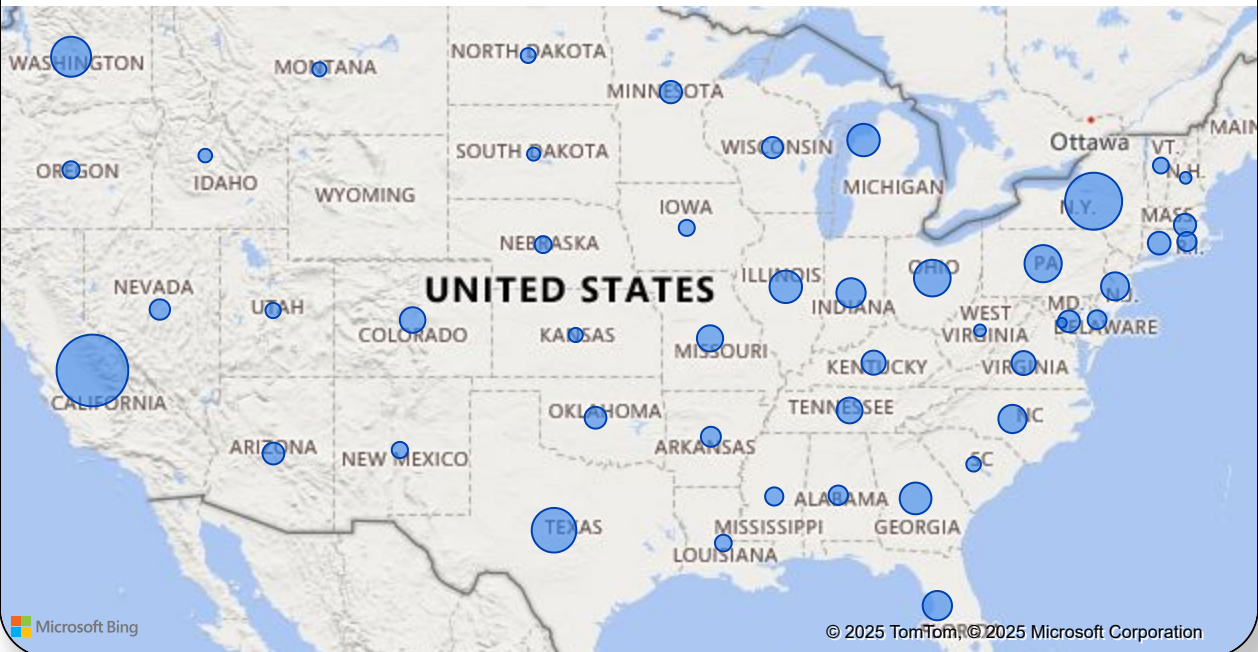 NORTH DAKOTA
WASHINGTON
MONTANA
MINNESOTA
MAIN
Ottawa
VT.
WISCONSIN
SOUTH DAKOTA
OREGON
N.H.
IDAHO
MICHIGAN
WYOMING
IOWA
N.Y.
MASS
R.I.
NEBRASKA
PA
OHIO
ILLINOIS
UNITED STATES
NEVADA
N.J.
UTAH
INDIANA
MD.
WEST
VIRGINIA
DELAWARE
COLORADO
KANSAS
MISSOURI
KENTUCKY
VIRGINIA
CALIFORNIA
OKLAHOMA
TENNESSEE
NC
ARIZONA
NEW MEXICO
ARKANSAS
SC
ALABAMA
TEXAS
MISSISSIPPI
GEORGIA
LOUISIANA
FLORIDA
Microsoft Bing
© 2025 TomTom, © 2025 Microsoft Corporation